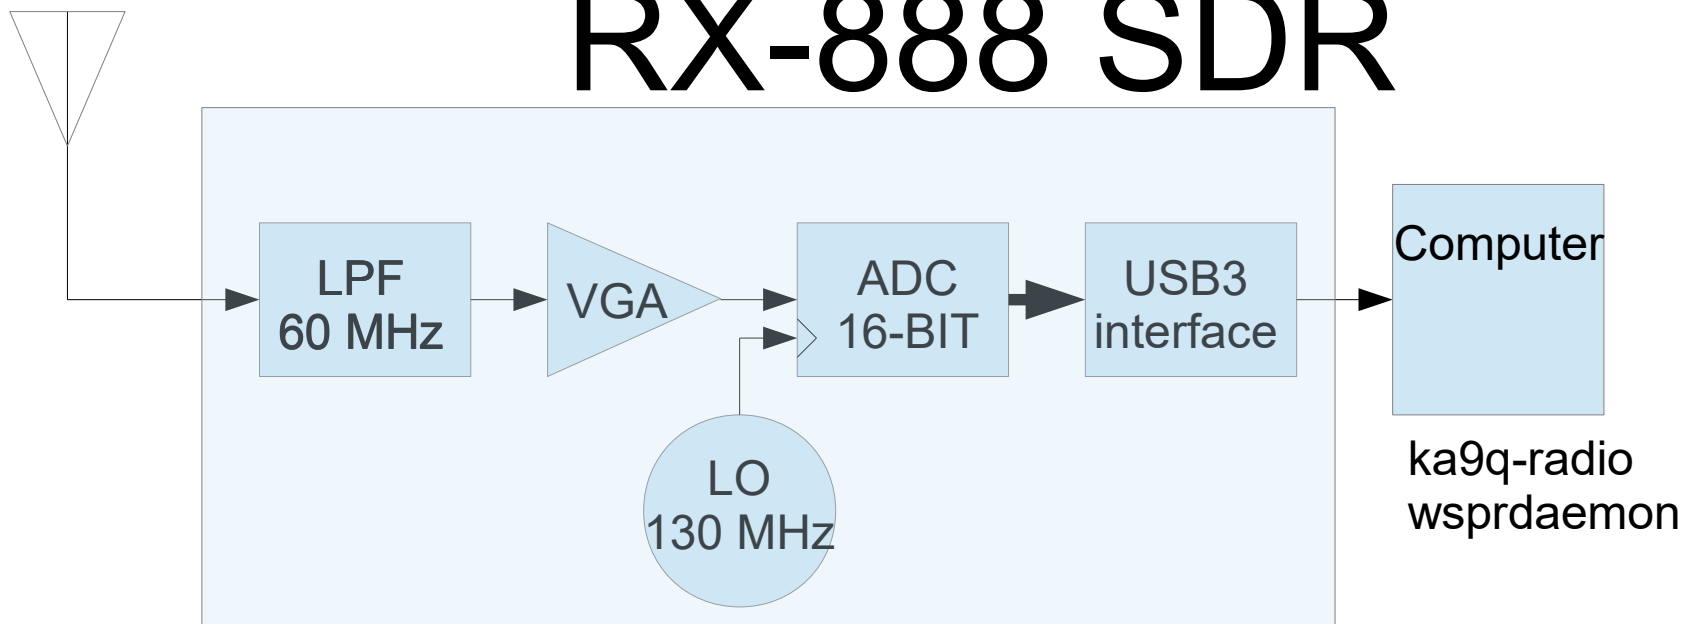 RX-888 SDR
LPF
60 MHz
VGA
ADC
16-BIT
USB3
interface
Computer
LO
130 MHz
ka9q-radio
wsprdaemon